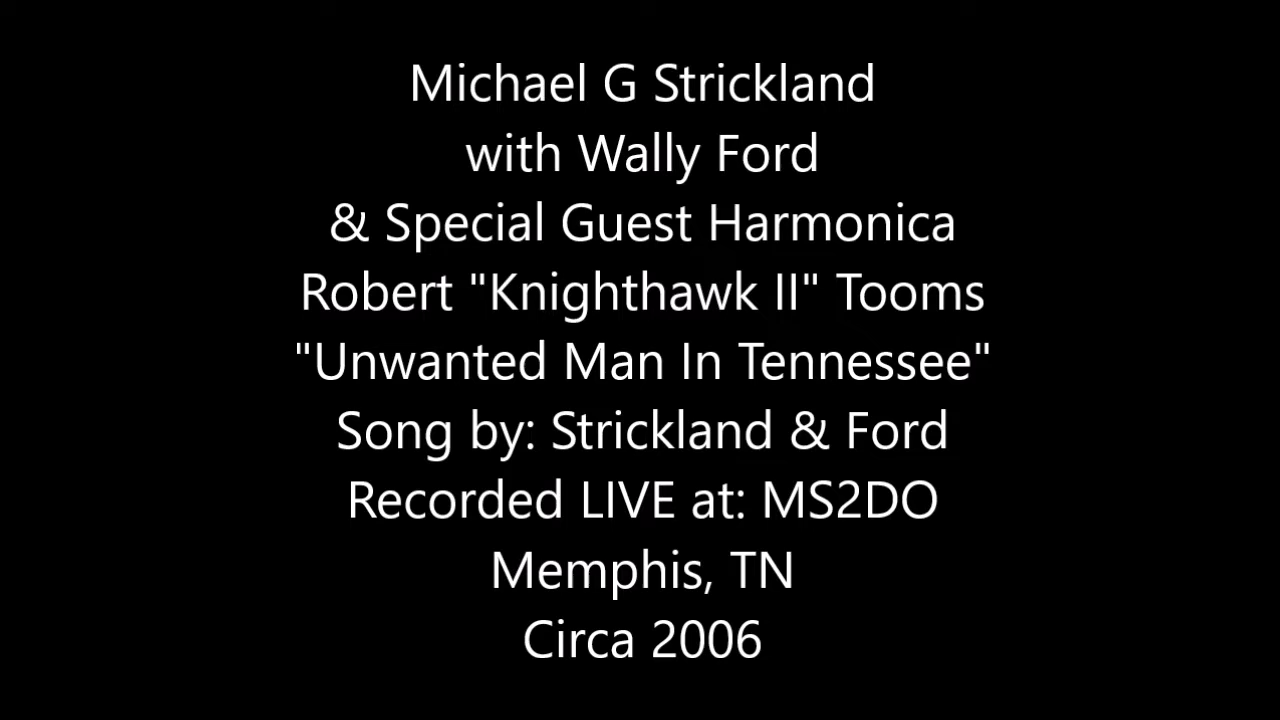 Michael G Strickland
with Wally Ford
& Special Guest Harmonica
Robert "Knighthawk II" Tooms
"Unwanted Man In Tennessee"
Song by: Strickland & Ford
Recorded LIVE at: MS2DO
Memphis, TN
Circa 2006